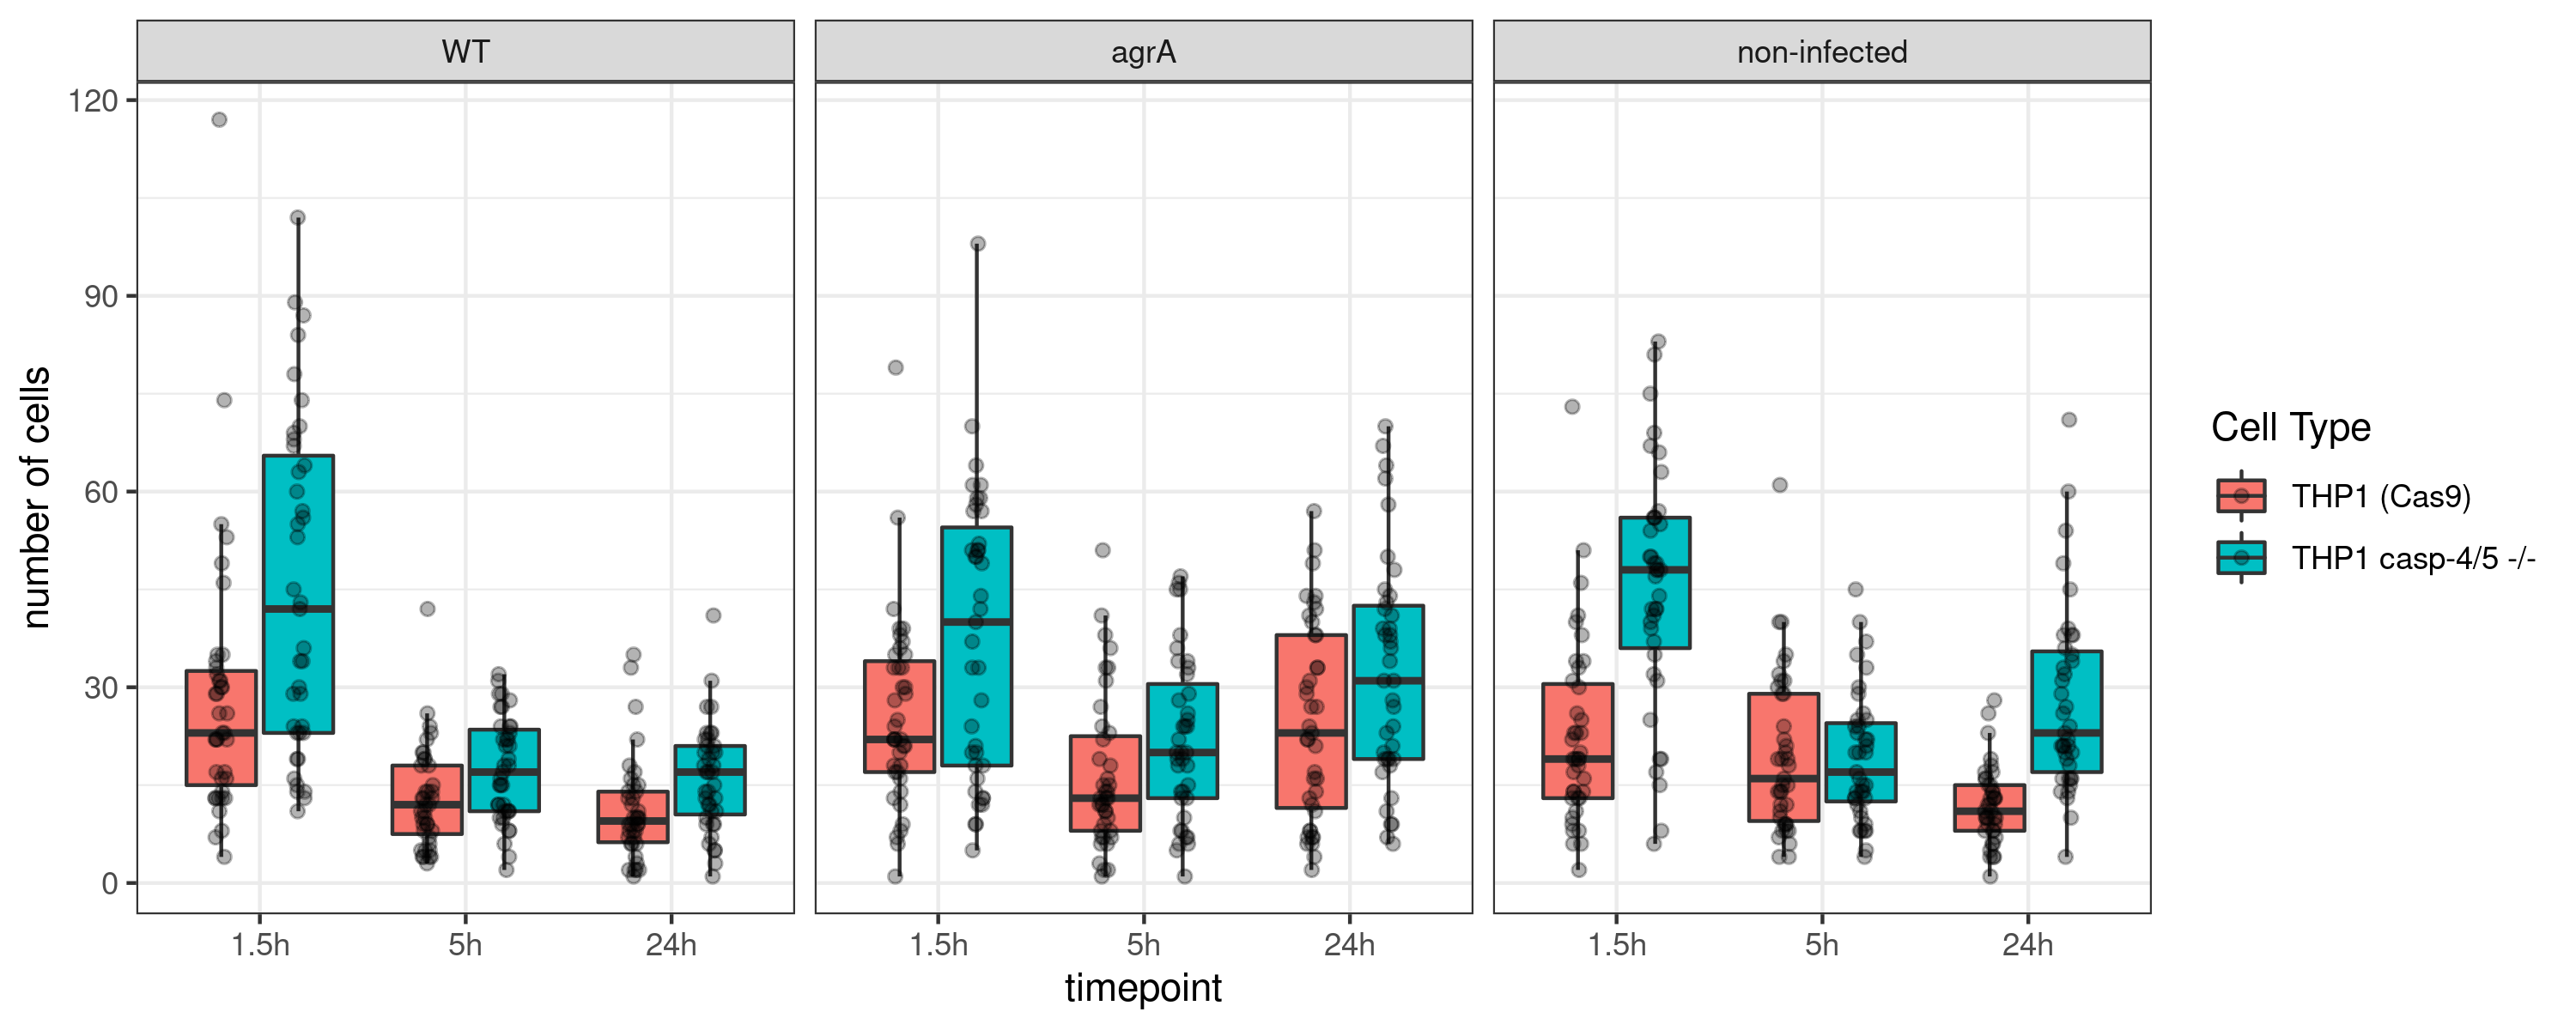 WT
agrA
non-infected
number of cells
120
90
60
30
0
1.5h 5h 24h
1.5h 5h 24h
1.5h 5h 24h
timepoint
Cell Type
THP1 (Cas9)
THP1 casp-4/5 -/-